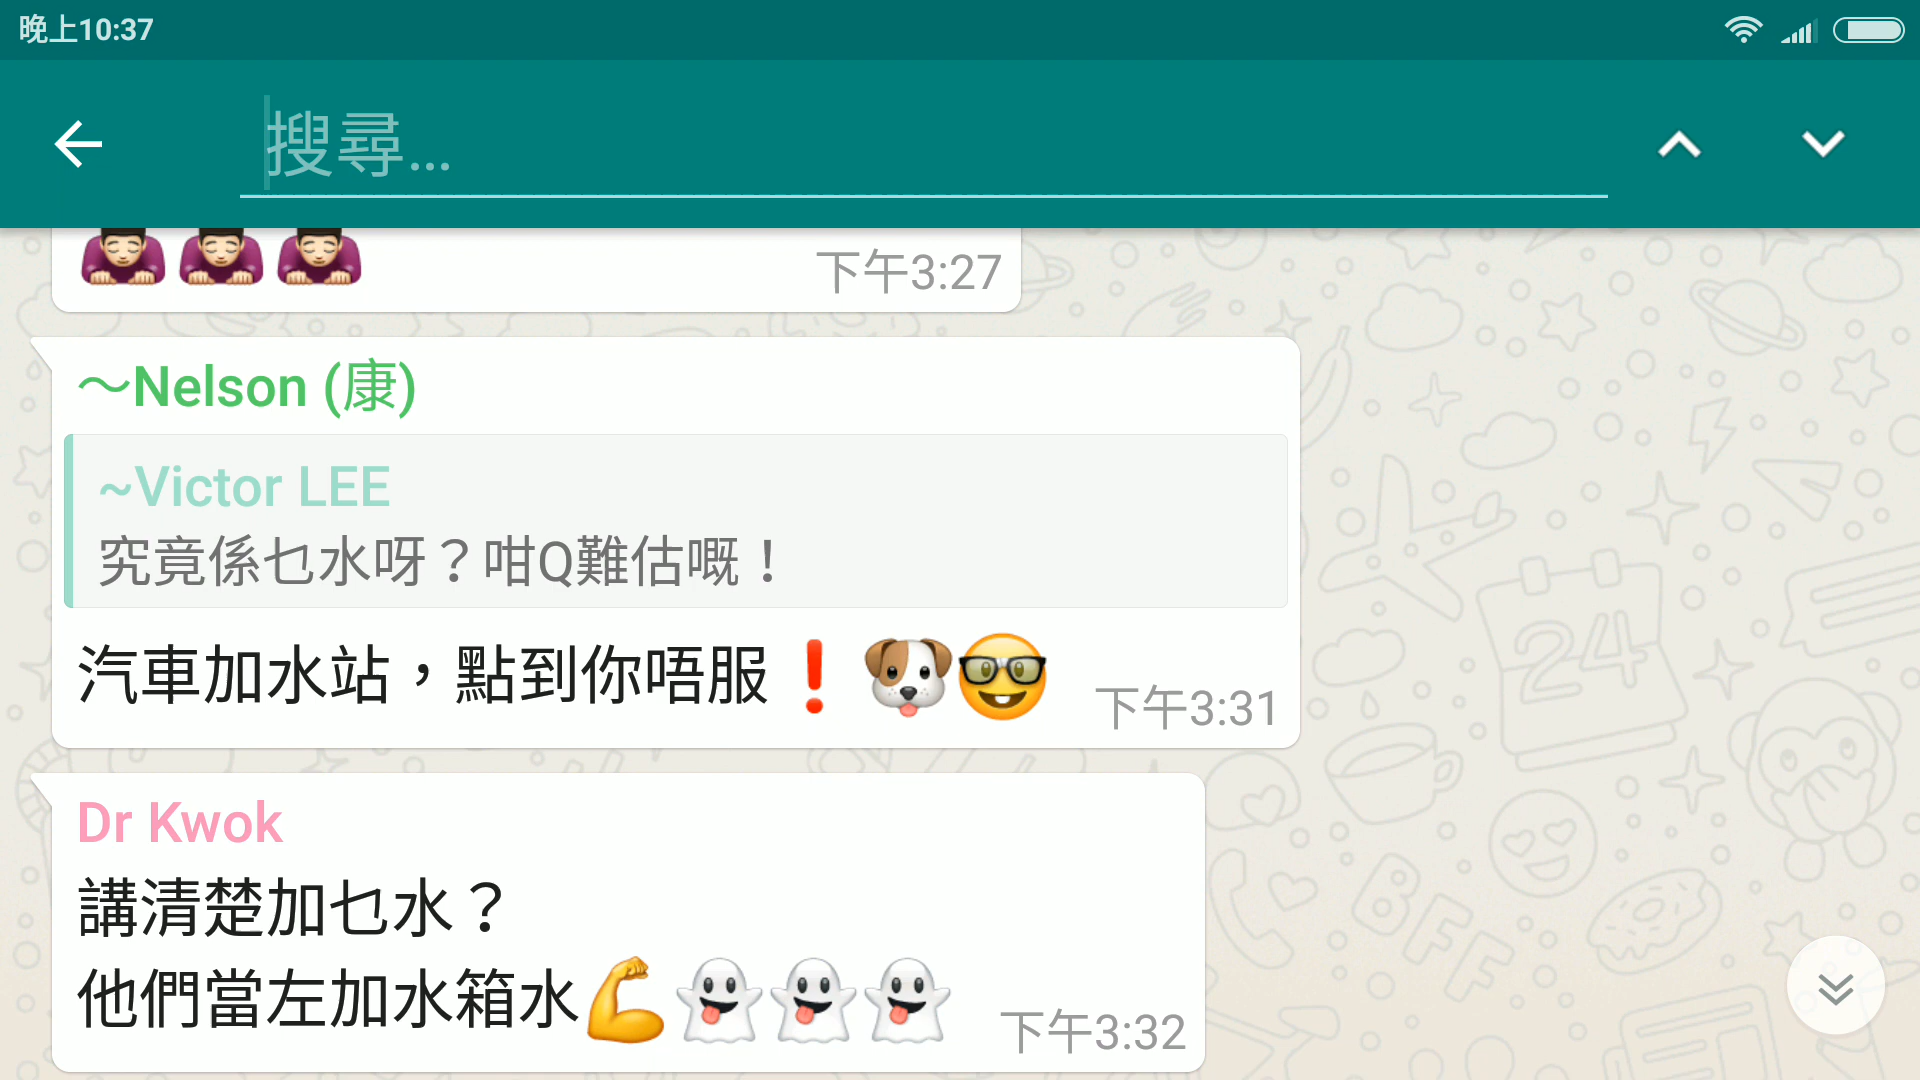 晚上10:37
搜尋...
下午3:27
～Nelson (康)
~Victor LEE
究竟係乜水呀？咁Q難估嘅！
汽車加水站，點到你唔服❗🐶🤓
下午3:31
Dr Kwok
講清楚加乜水？
他們當左加水箱水💪👻👻👻
下午3:32